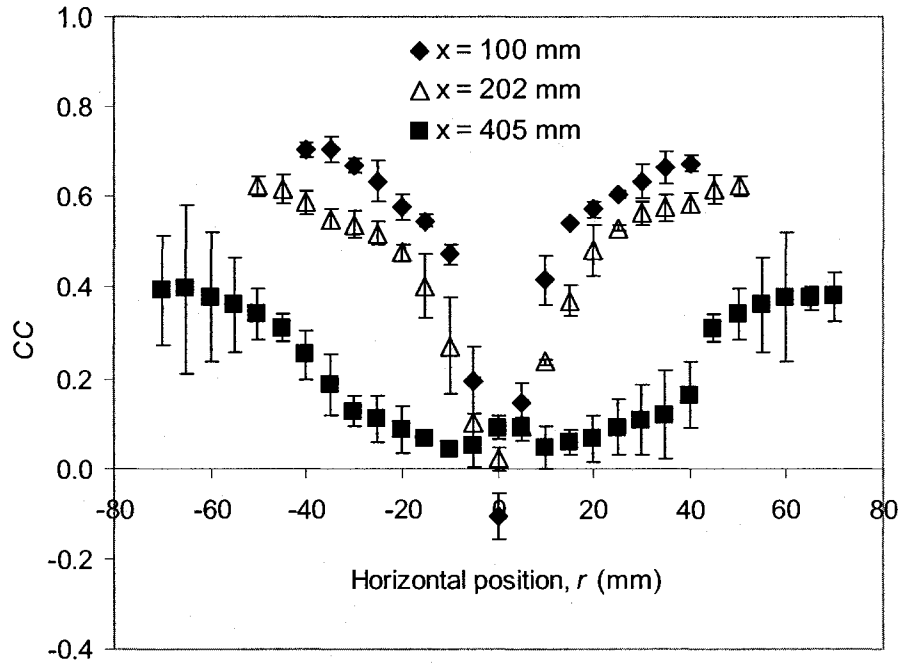 1.0
x = 100 mm
0.8
x = 202 mm
x = 405 mm
0.6
CC
0.4
0.2
0.0
-80 -60 -40 -20 0 20 40 60 80
-0.2
Horizontal position, r (mm)
-0.4